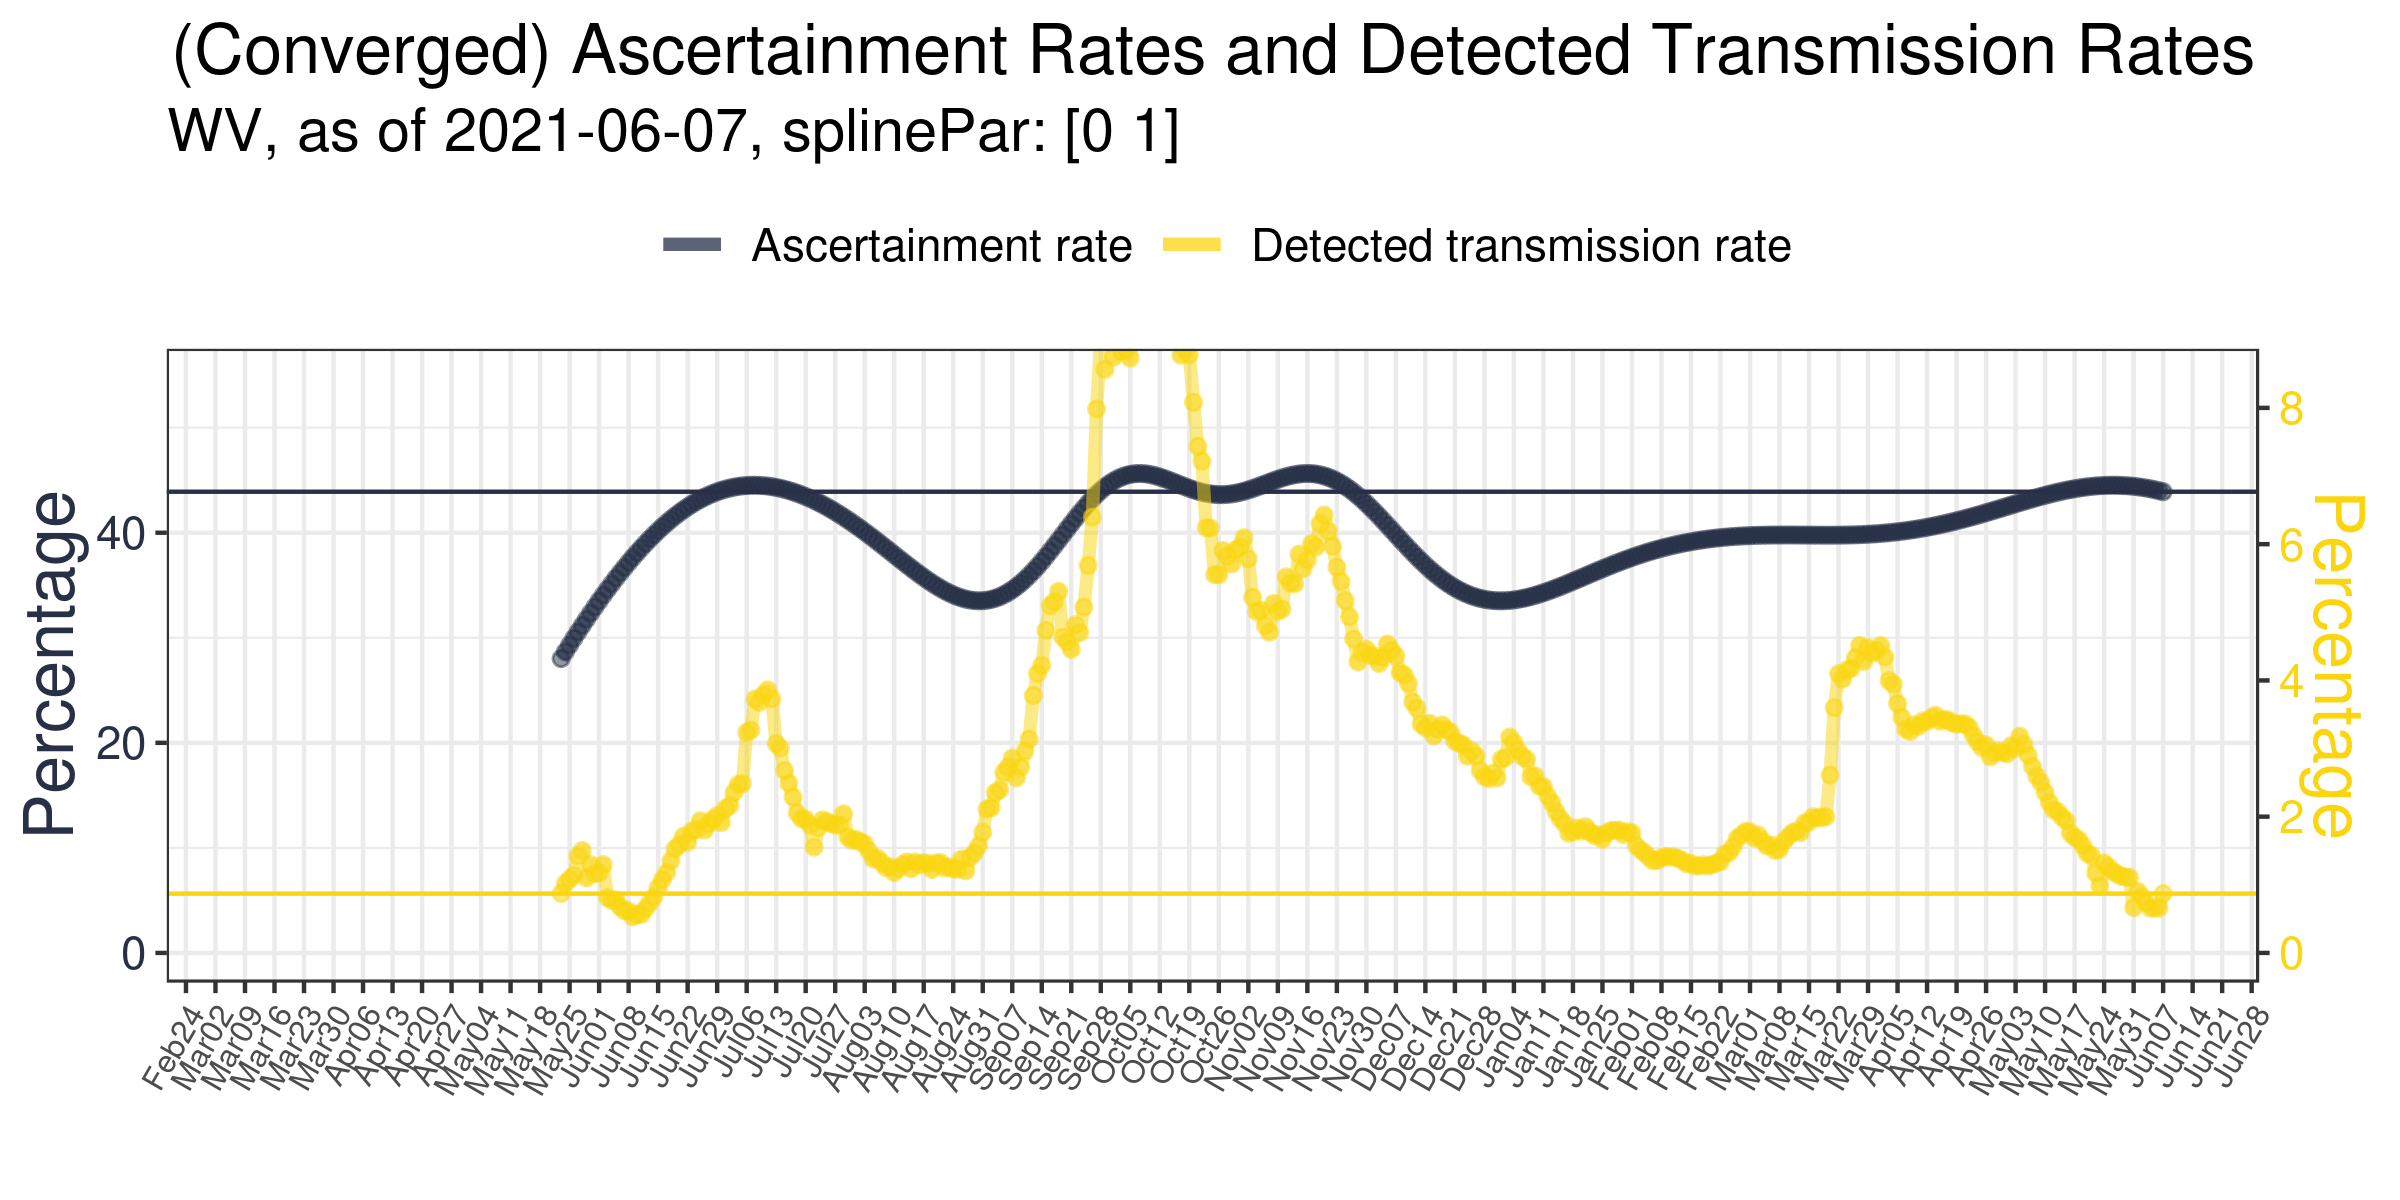 (Converged) Ascertainment Rates and Detected Transmission Rates
WV, as of 2021-06-07, splinePar: [0 1]
Ascertainment rate
Detected transmission rate
Percentage
40
20
0
8
6
4
2
0
Percentage
Feb24
Mar02
Mar09
Mar16
Mar23
Mar30
Apr06
Apr13
Apr20
Apr27
May04
May11
May18
May25
Jun01
Jun08
Jun15
Jun22
Jun29
Jul06
Jul13
Jul20
Jul27
Aug03
Aug10
Aug17
Aug24
Aug31
Sep07
Sep14
Sep21
Sep28
Oct05
Oct12
Oct19
Oct26
Nov02
Nov09
Nov16
Nov23
Nov30
Dec07
Dec14
Dec21
Dec28
Jan04
Jan11
Jan18
Jan25
Feb01
Feb08
Feb15
Feb22
Mar01
Mar08
Mar15
Mar22
Mar29
Apr05
Apr12
Apr19
Apr26
May03
May10
May17
May24
May31
Jun07
Jun14
Jun21
Jun28